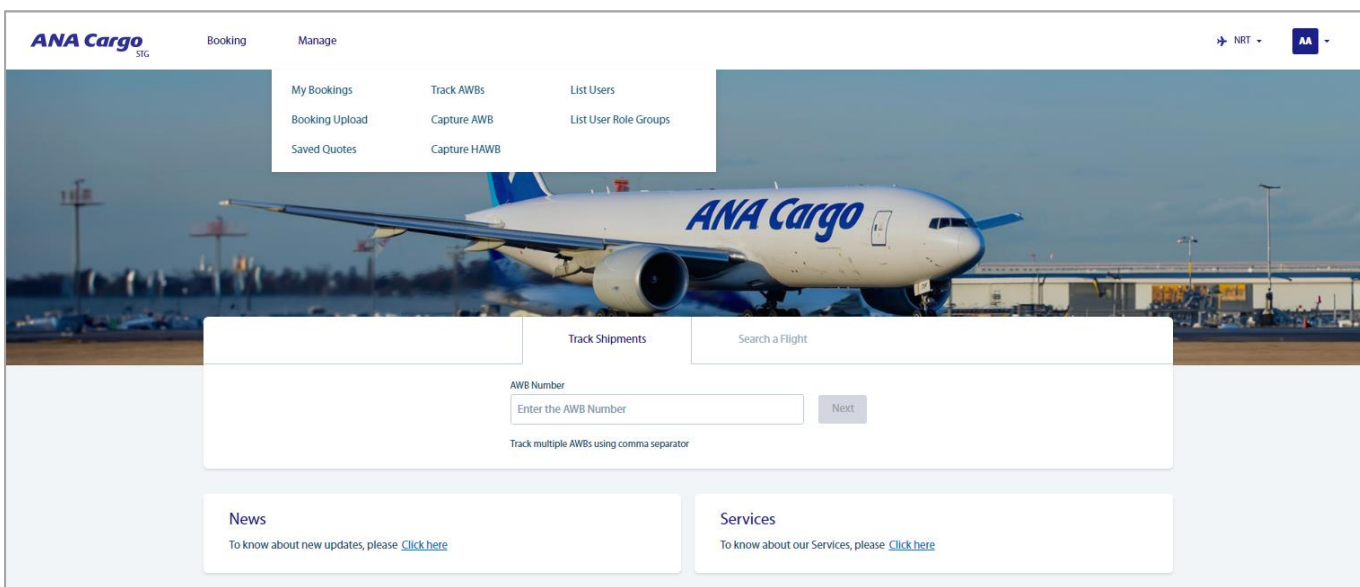 ANA Cargo
STG
Booking
Manage
NRT
AA
My Bookings
Track AWBs
List Users
Booking Upload
Capture AWB
List User Role Groups
Saved Quotes
Capture HAWB
ANA Cargo
Track Shipments
Search a Flight
AWB Number
Enter the AWB Number
Next
Track multiple AWBs using comma separator
News
To know about new updates, please Click here
Services
To know about our Services, please Click here